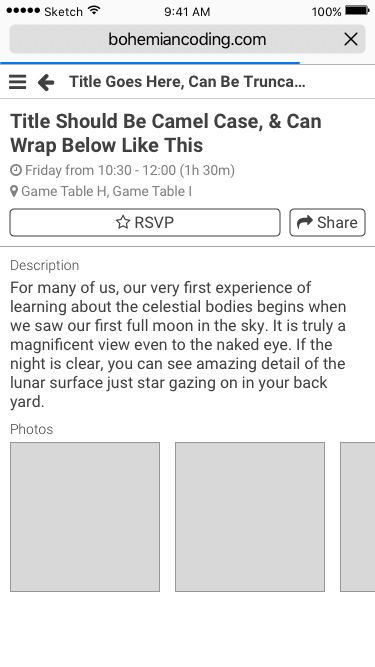 Sketch 9:41 AM 100%
bohemiancoding.com
Title Goes Here, Can Be Trunca...
Title Should Be Camel Case, & Can
Wrap Below Like This
Friday from 10:30 - 12:00 (1h 30m)
Game Table H, Game Table I
RSVP Share
Description
For many of us, our very first experience of
learning about the celestial bodies begins when
we saw our first full moon in the sky. It is truly a
magnificent view even to the naked eye. If the
night is clear, you can see amazing detail of the
lunar surface just star gazing on in your back
yard.
Photos